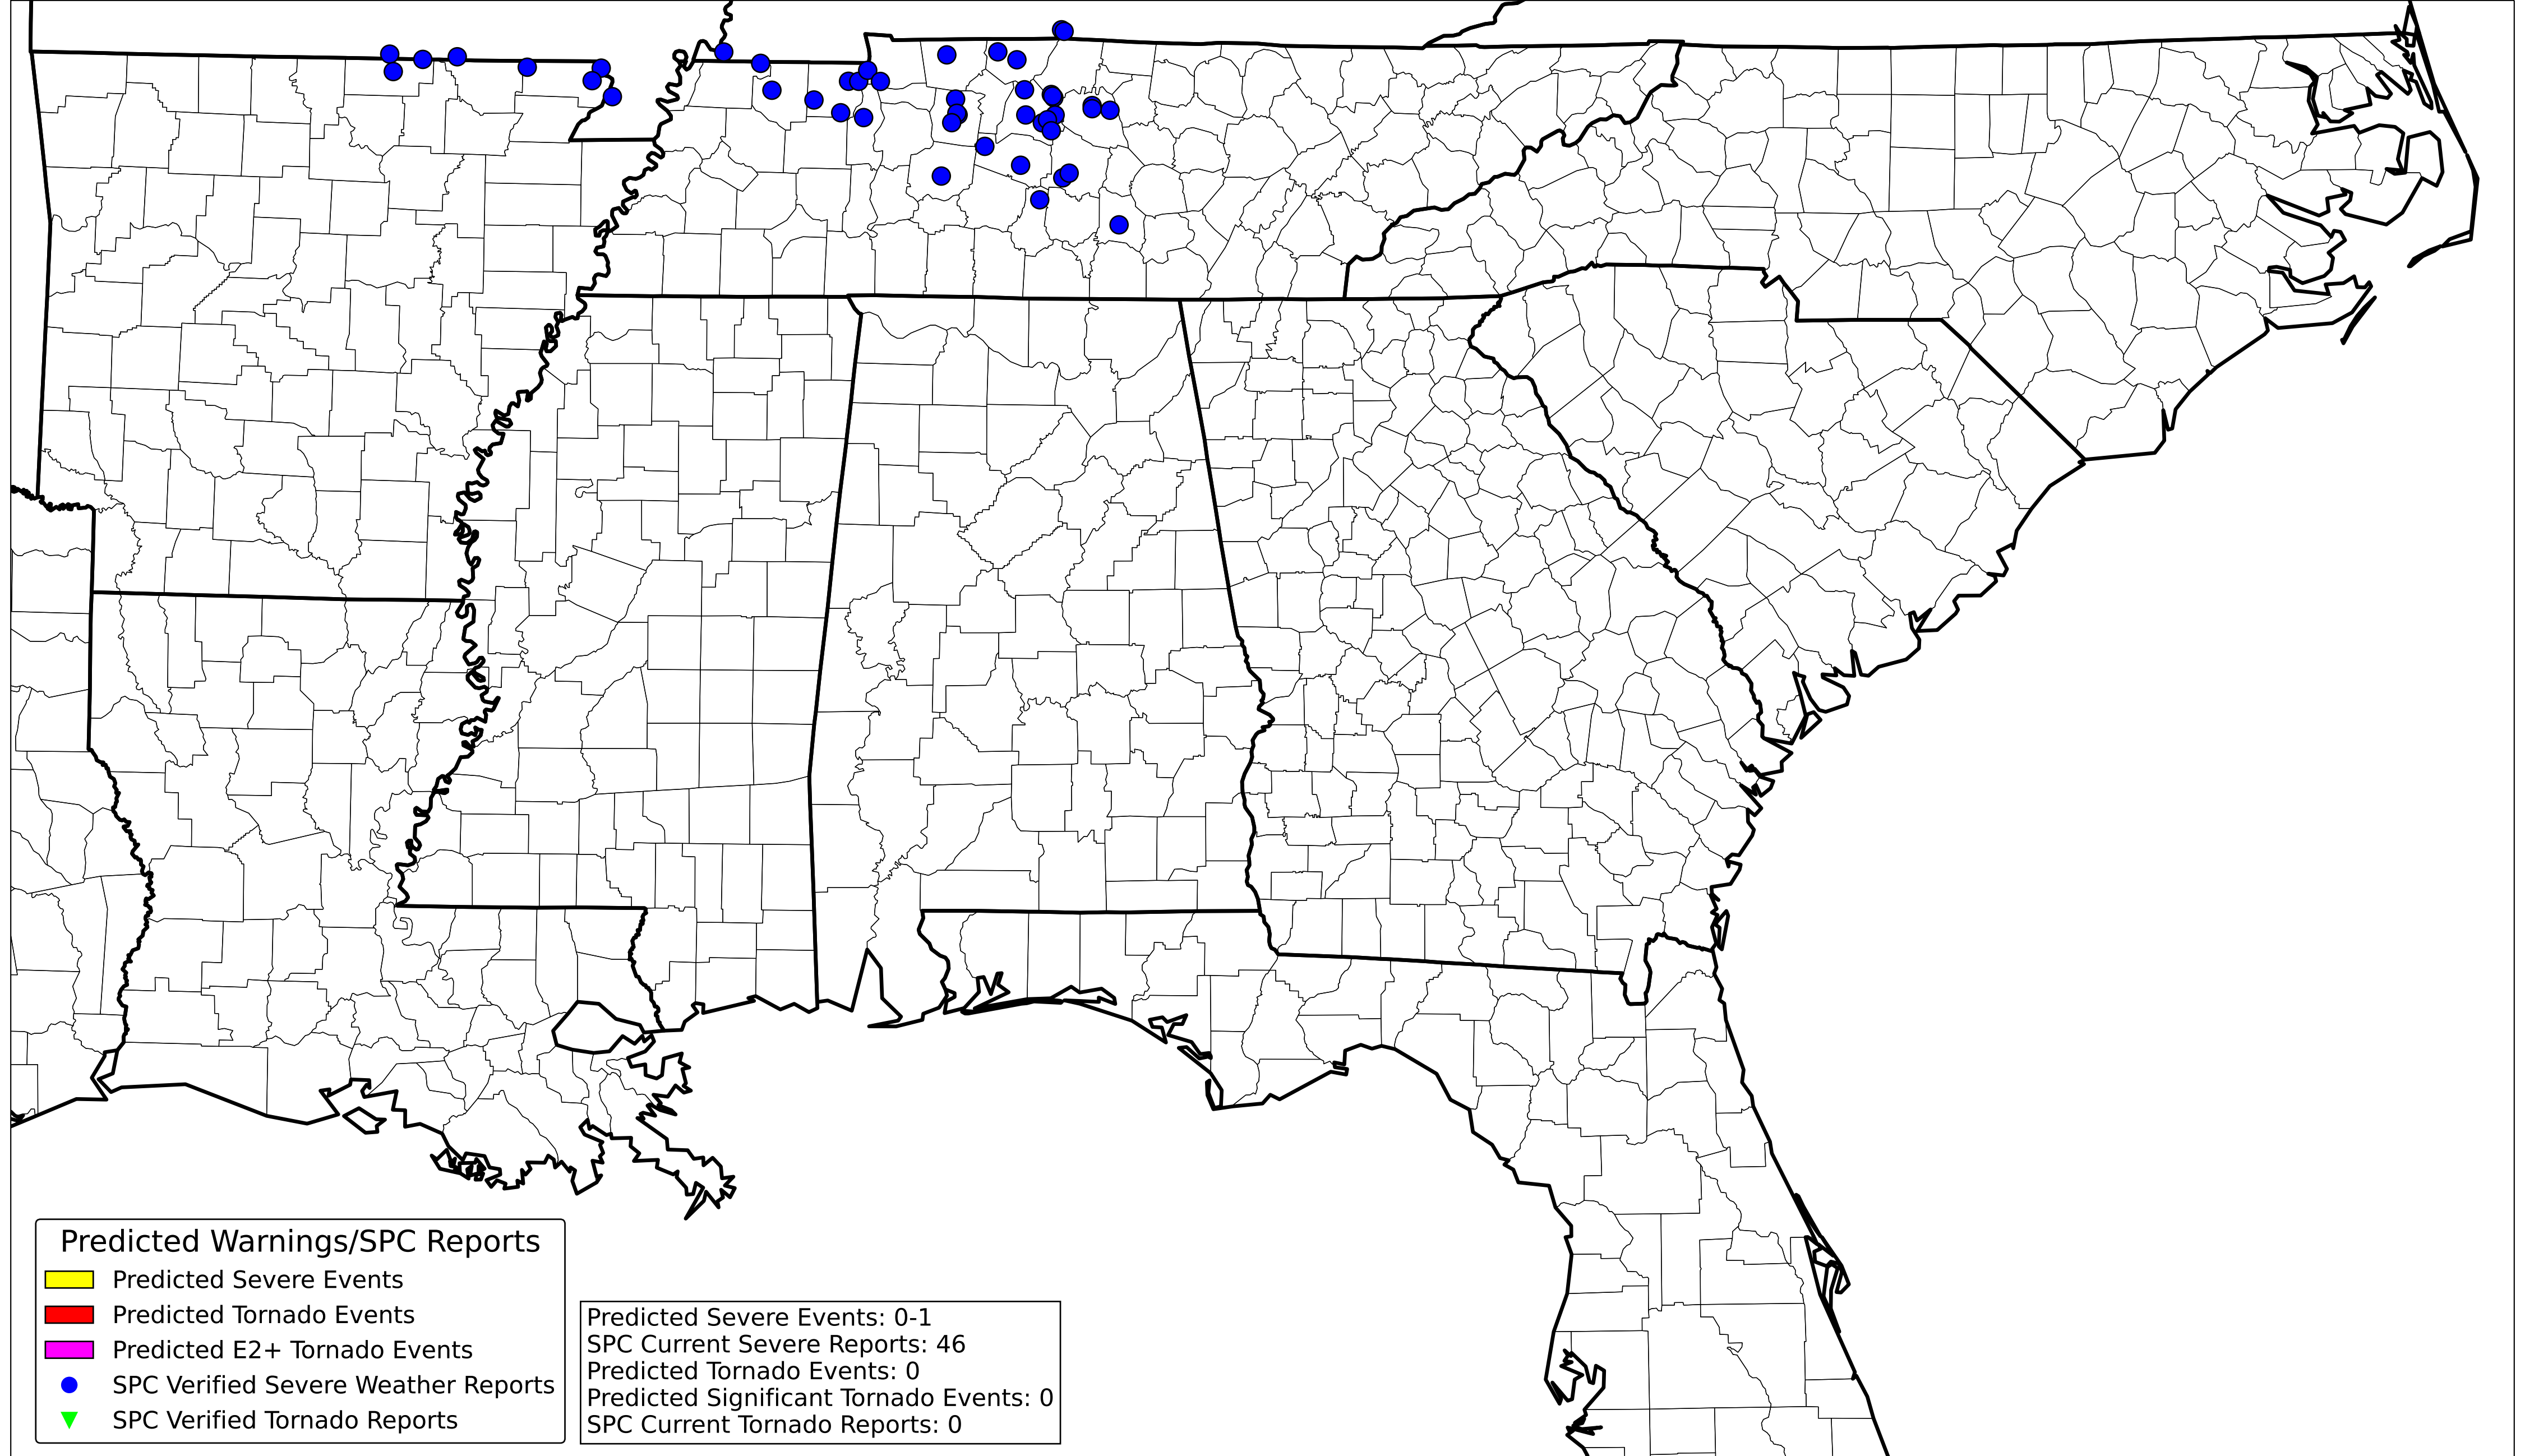 Predicted Warnings/SPC Reports
Predicted Severe Events
Predicted Tornado Events
Predicted E2+ Tornado Events
SPC Verified Severe Weather Reports
SPC Verified Tornado Reports
Predicted Severe Events: 0-1
SPC Current Severe Reports: 46
Predicted Tornado Events: 0
Predicted Significant Tornado Events: 0
SPC Current Tornado Reports: 0